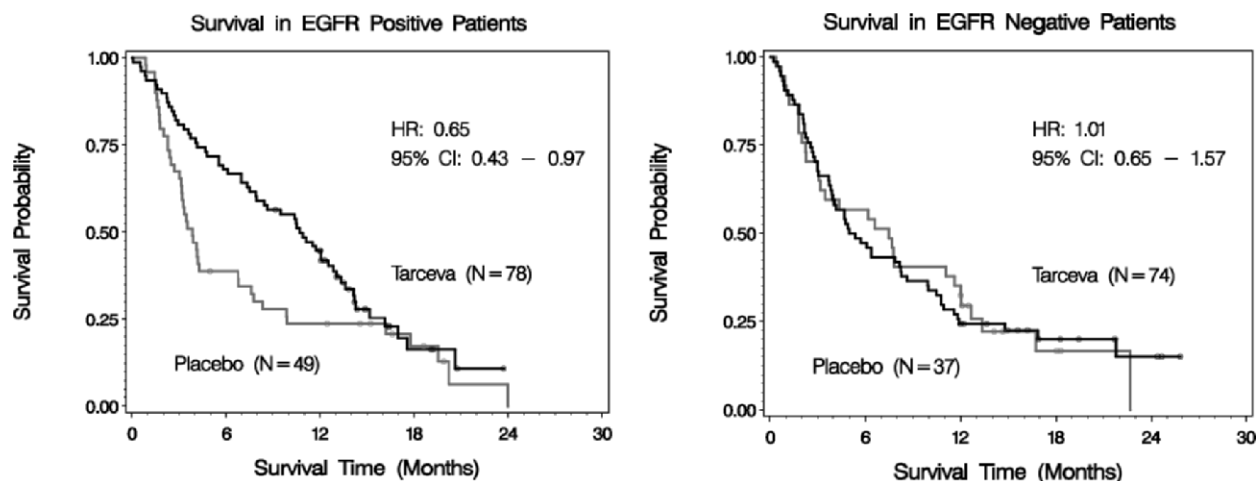 Survival in EGFR Positive Patients
Survival Probability
1.00
0.75
0.50
0.25
0.00
HR: 0.65
95% CI: 0.43 – 0.97
Tarceva (N=78)
Placebo (N=49)
0 6 12 18 24 30
Survival Time (Months)
Survival in EGFR Negative Patients
Survival Probability
1.00
0.75
0.50
0.25
0.00
HR: 1.01
95% CI: 0.65 – 1.57
Tarceva (N=74)
Placebo (N=37)
0 6 12 18 24 30
Survival Time (Months)